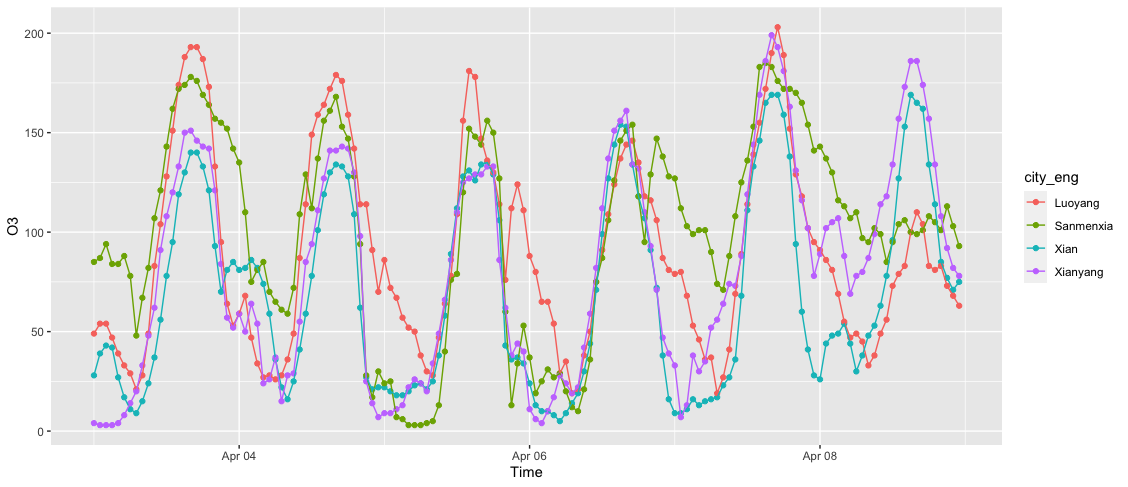 200
150
100
50
0
O3
Apr 04
Apr 06
Apr 08
Time
city_eng
Luoyang
Sanmenxia
Xian
Xianyang